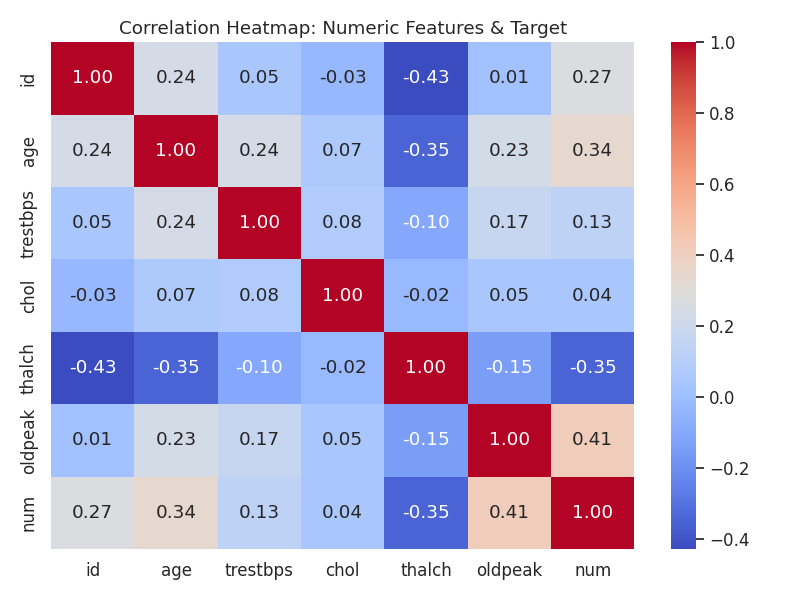 Correlation Heatmap: Numeric Features & Target
id 1.00 0.24 0.05 -0.03 -0.43 0.01 0.27
age 0.24 1.00 0.24 0.07 -0.35 0.23 0.34
trestbps 0.05 0.24 1.00 0.08 -0.10 0.17 0.13
chol -0.03 0.07 0.08 1.00 -0.02 0.05 0.04
thalch -0.43 -0.35 -0.10 -0.02 1.00 -0.15 -0.35
oldpeak 0.01 0.23 0.17 0.05 -0.15 1.00 0.41
num 0.27 0.34 0.13 0.04 -0.35 0.41 1.00
id age trestbps chol thalch oldpeak num
1.0
0.8
0.6
0.4
0.2
0.0
−0.2
−0.4